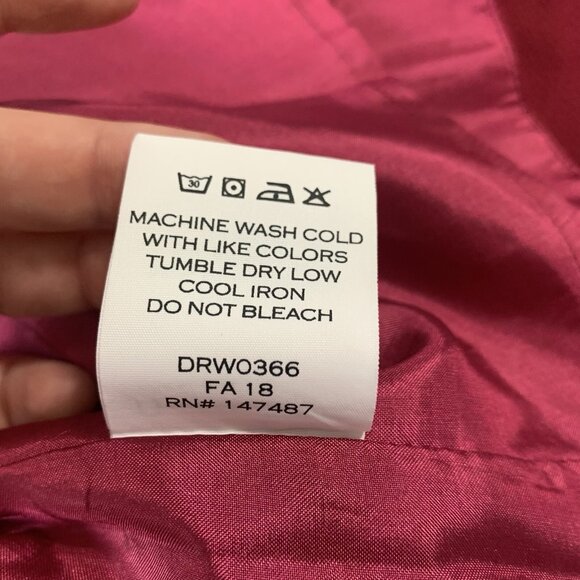 30
MACHINE WASH COLD
WITH LIKE COLORS
TUMBLE DRY LOW
COOL IRON
DO NOT BLEACH
DRW0366
FA 18
RN# 147487